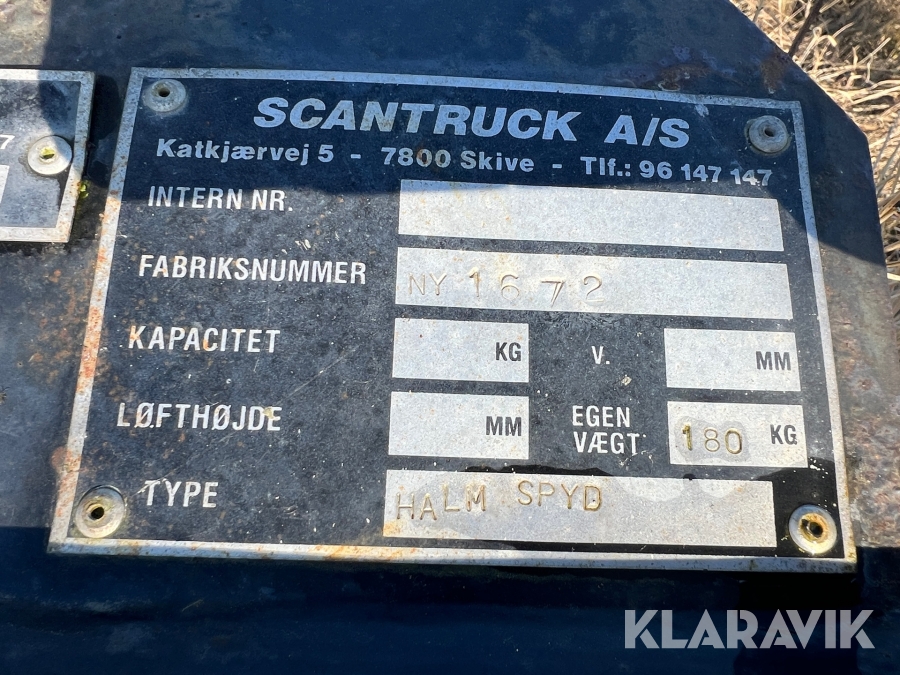 SCANTRUCK A/S
Katkjærvej 5 - 7800 Skive - Tlf.: 96 147 147
7
INTERN NR.
FABRIKSNUMMER NY 1672
KAPACITET KG V. MM
LØFTHØJDE MM EGEN VÆGT 180 KG
TYPE HALM SPYD
KLARAVIK